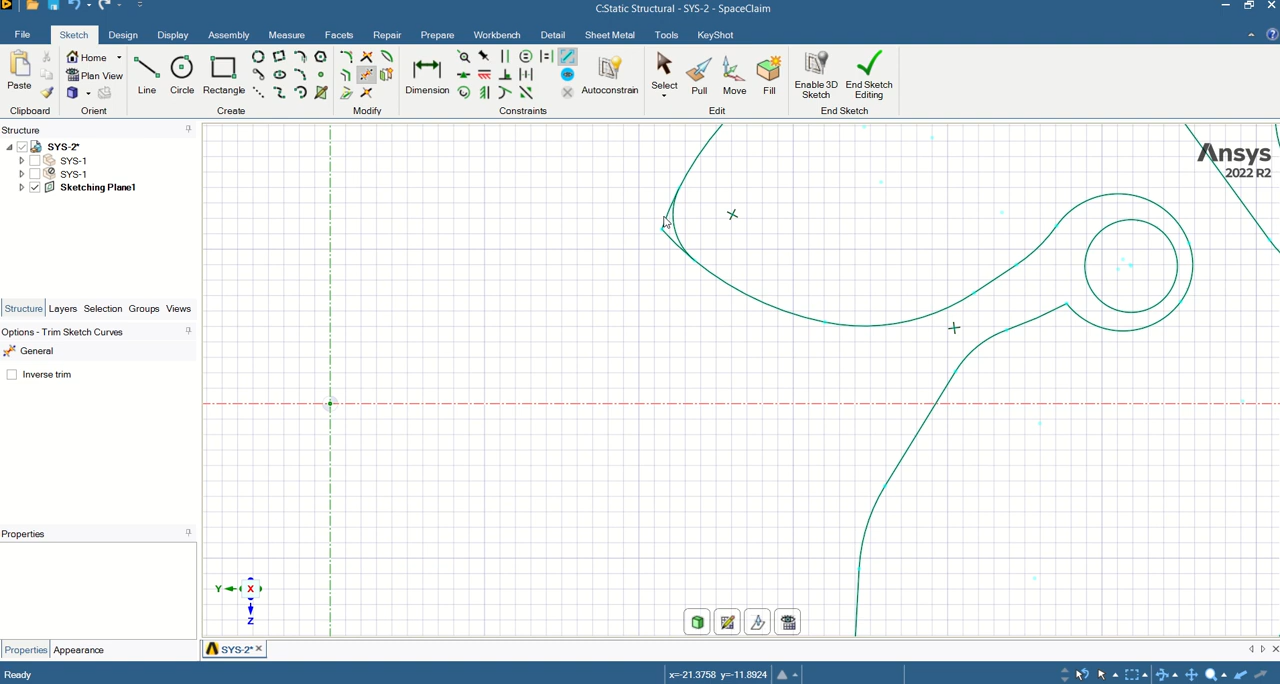 C:Static Structural - SYS-2 - SpaceClaim
File Sketch Design Display Assembly Measure Facets Repair Prepare Workbench Detail Sheet Metal Tools KeyShot
Paste
Home
Plan View
Line Circle Rectangle
Dimension
Autoconstrain
Select Pull Move Fill
Enable 3D Sketch
End Sketch Editing
Clipboard Orient Create Modify Constraints Edit End Sketch
Structure
SYS-2*
SYS-1
SYS-1
Sketching Plane1
Structure Layers Selection Groups Views
Options - Trim Sketch Curves
General
Inverse trim
Properties
Ansys
2022 R2
Y X
Z
Properties Appearance
SYS-2*
Ready
x=-21.3758 y=-11.8924